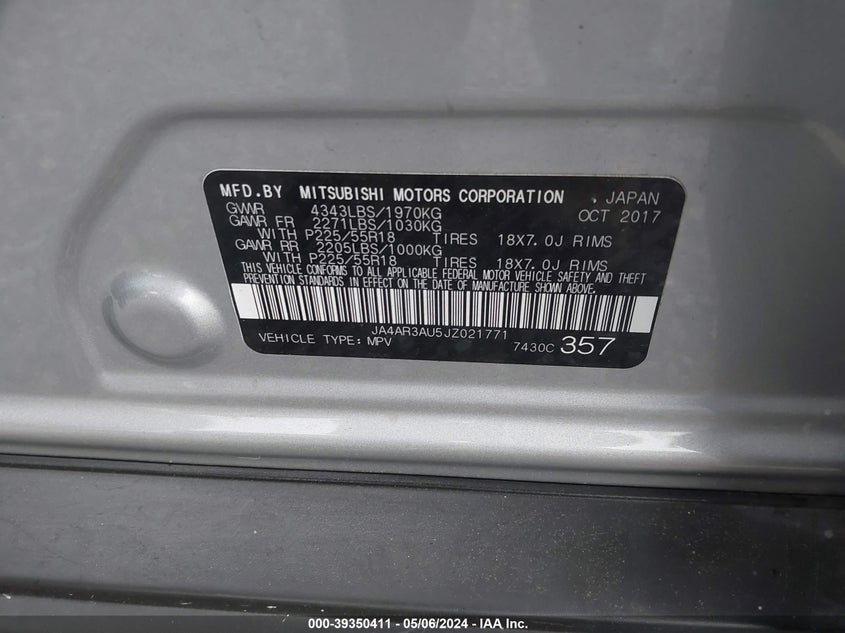 MFD.BY MITSUBISHI MOTORS CORPORATION JAPAN
GVWR 4343LBS/1970KG OCT 2017
GAWR FR 2271LBS/1030KG
WITH P225/55R18 TIRES 18X7.0J RIMS
GAWR RR 2205LBS/1000KG
WITH P225/55R18 TIRES 18X7.0J RIMS
THIS VEHICLE CONFORMS TO ALL APPLICABLE FEDERAL MOTOR VEHICLE SAFETY AND THEFT
PREVENTION STANDARDS IN EFFECT ON THE DATE OF MANUFACTURE SHOWN ABOVE.
JA4AR3AU5JZ021771
VEHICLE TYPE: MPV 7430C 357
000-39350411 - 05/06/2024 - IAA Inc.